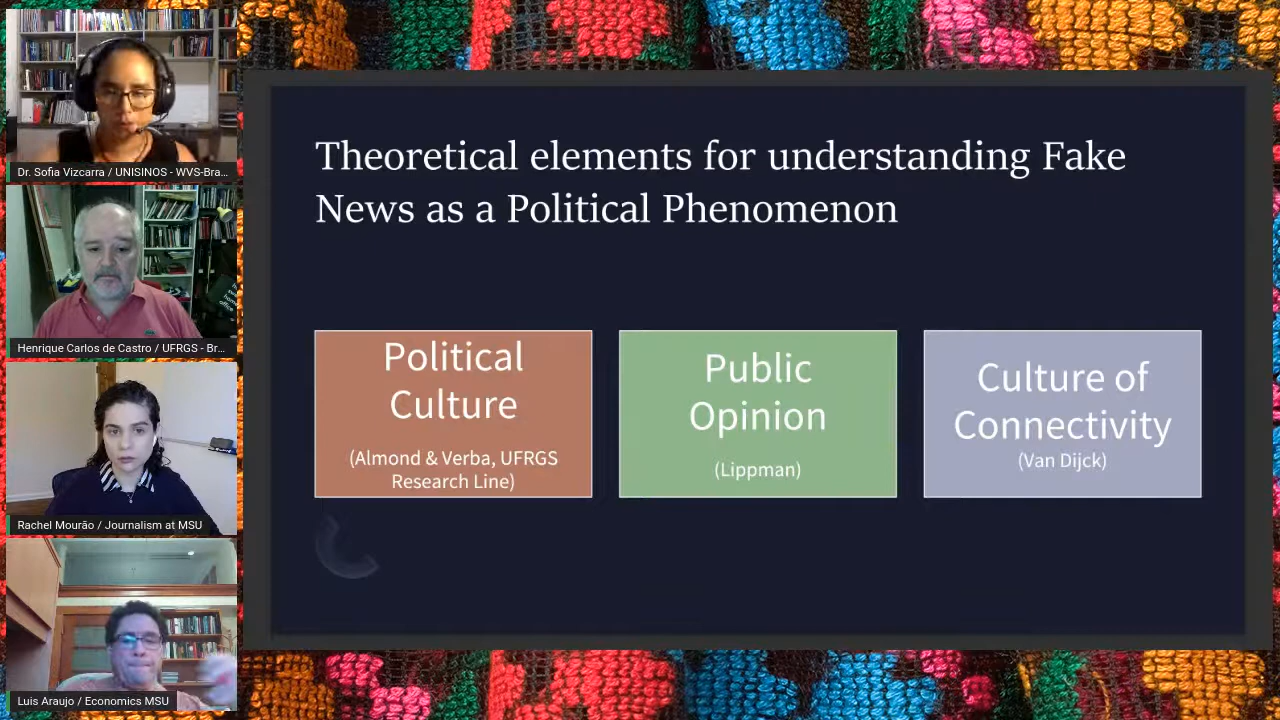 Dr. Sofia Vizcarra / UNISINOS - WVS-Bra...
Henrique Carlos de Castro / UFRGS - Br...
Rachel Mourão / Journalism at MSU
Luis Araujo / Economics MSU
Theoretical elements for understanding Fake
News as a Political Phenomenon
Political
Culture
(Almond & Verba, UFRGS
Research Line)
Public
Opinion
(Lippman)
Culture of
Connectivity
(Van Dijck)